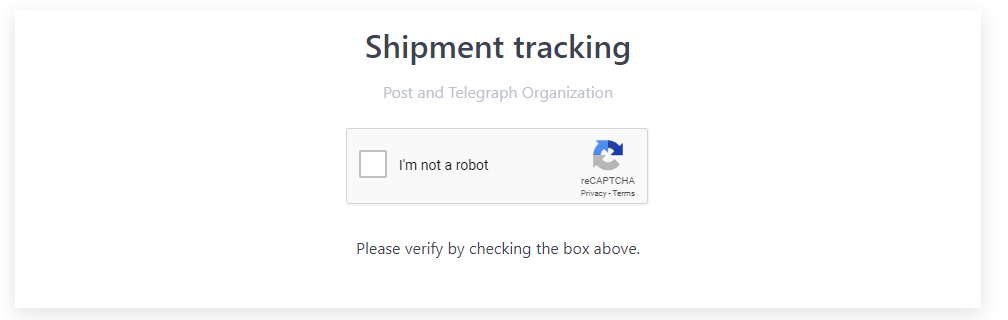 Shipment tracking
Post and Telegraph Organization
I'm not a robot
reCAPTCHA
Privacy - Terms
Please verify by checking the box above.